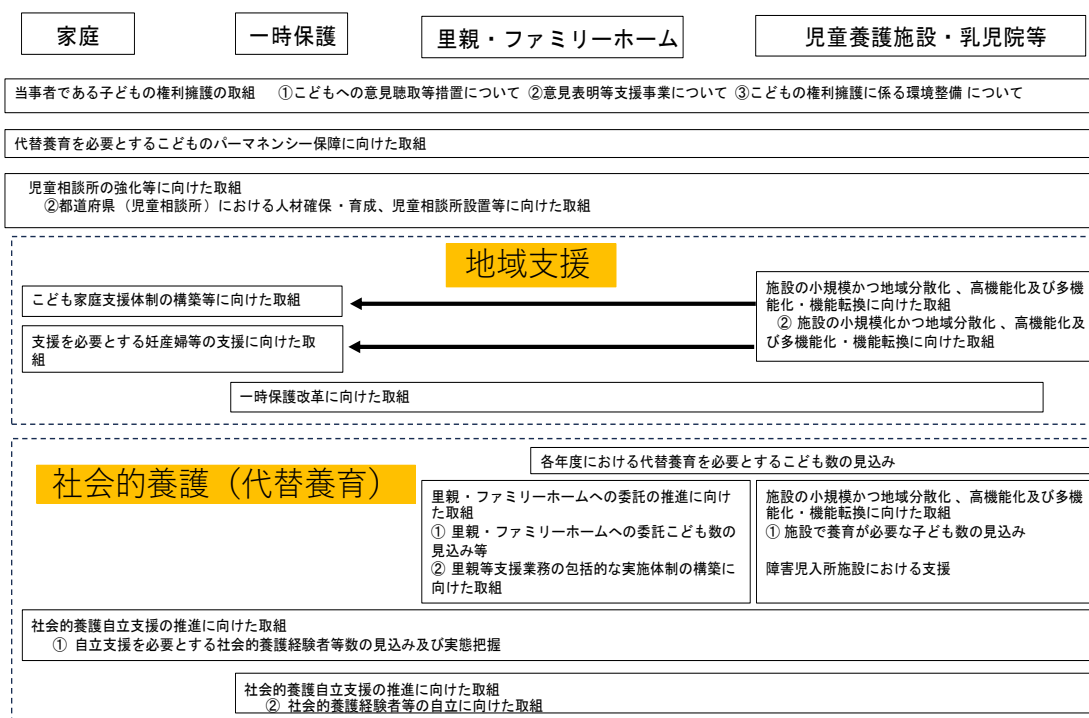 家庭
一時保護
里親・ファミリーホーム
児童養護施設・乳児院等
当事者である子どもの権利擁護の取組　①こどもへの意見聴取等措置について ②意見表明等支援事業について ③こどもの権利擁護に係る環境整備 について
代替養育を必要とするこどものパーマネンシー保障に向けた取組
児童相談所の強化等に向けた取組
②都道府県（児童相談所）における人材確保・育成、児童相談所設置等に向けた取組
地域支援
こども家庭支援体制の構築等に向けた取組
支援を必要とする妊産婦等の支援に向けた取
組
施設の小規模かつ地域分散化 、高機能化及び多機
能化・機能転換に向けた取組
② 施設の小規模化かつ地域分散化 、高機能化及
び多機能化・機能転換に向けた取組
一時保護改革に向けた取組
社会的養護（代替養育）
各年度における代替養育を必要とするこども数の見込み
里親・ファミリーホームへの委託の推進に向け
た取組
① 里親・ファミリーホームへの委託こども数の
見込み等
② 里親等支援業務の包括的な実施体制の構築に
向けた取組
施設の小規模かつ地域分散化 、高機能化及び多機
能化・機能転換に向けた取組
① 施設で養育が必要な子ども数の見込み
障害児入所施設における支援
社会的養護自立支援の推進に向けた取組
① 自立支援を必要とする社会的養護経験者等数の見込み及び実態把握
社会的養護自立支援の推進に向けた取組
② 社会的養護経験者等の自立に向けた取組